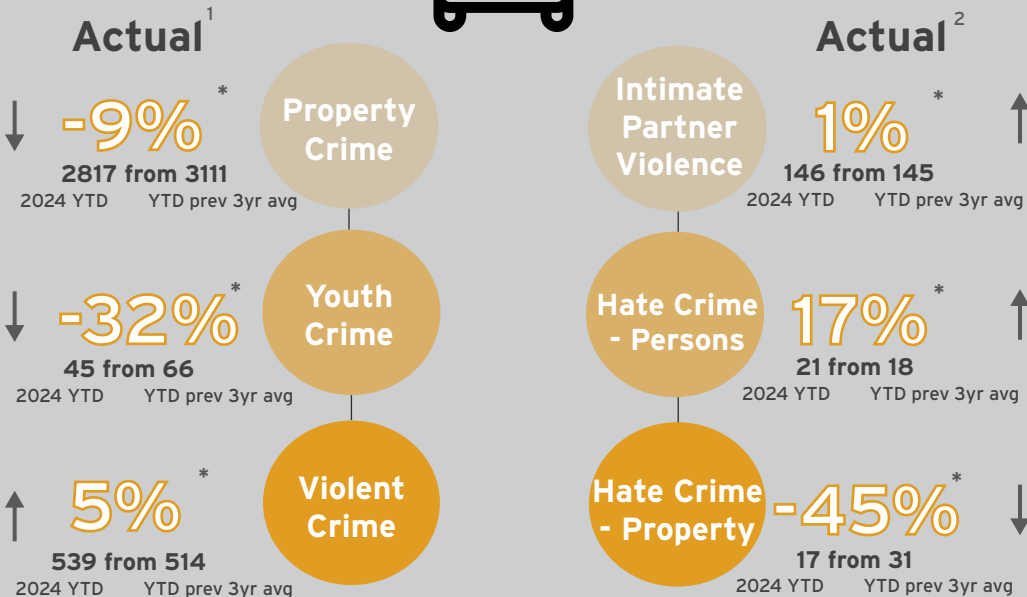 Actual 1
-9% *
2817 from 3111
2024 YTD YTD prev 3yr avg
Property
Crime
-32% *
45 from 66
2024 YTD YTD prev 3yr avg
Youth
Crime
5% *
539 from 514
2024 YTD YTD prev 3yr avg
Violent
Crime
Actual 2
Intimate
Partner
Violence
1% *
146 from 145
2024 YTD YTD prev 3yr avg
Hate Crime
- Persons
17% *
21 from 18
2024 YTD YTD prev 3yr avg
Hate Crime
- Property
-45% *
17 from 31
2024 YTD YTD prev 3yr avg